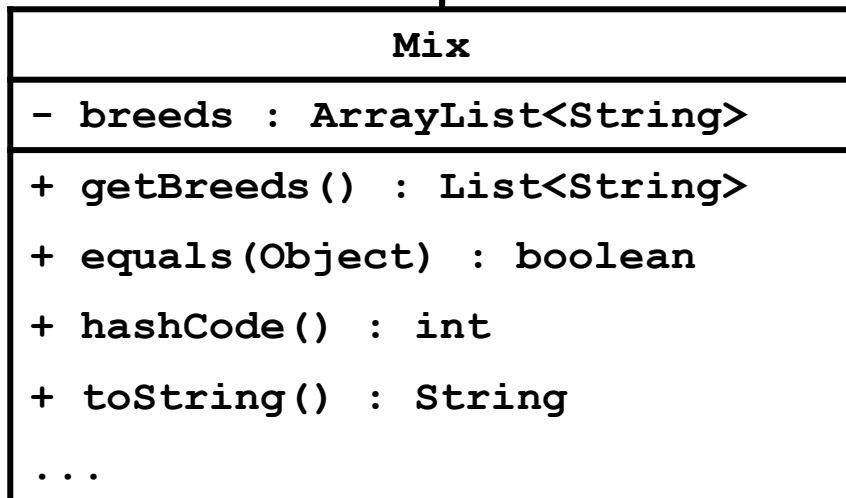 Mix
- breeds : ArrayList<String>
+ getBreeds() : List<String>
+ equals(Object) : boolean
+ hashCode() : int
+ toString() : String
...